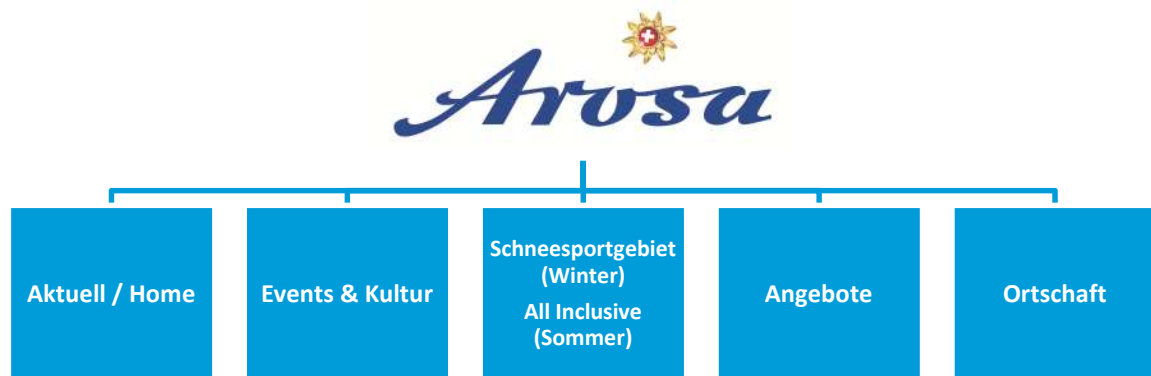 Arosa
Aktuell / Home
Events & Kultur
Schneesportgebiet
(Winter)
All Inclusive
(Sommer)
Angebote
Ortschaft